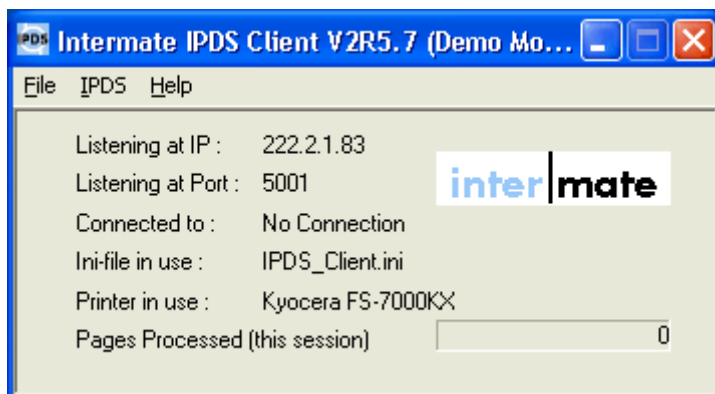 IPDS Intermate IPDS Client V2R5.7 (Demo Mo...
File IPDS Help
Listening at IP : 222.2.1.83
Listening at Port : 5001
inter mate
Connected to : No Connection
Ini-file in use : IPDS_Client.ini
Printer in use : Kyocera FS-7000KX
Pages Processed (this session) 0